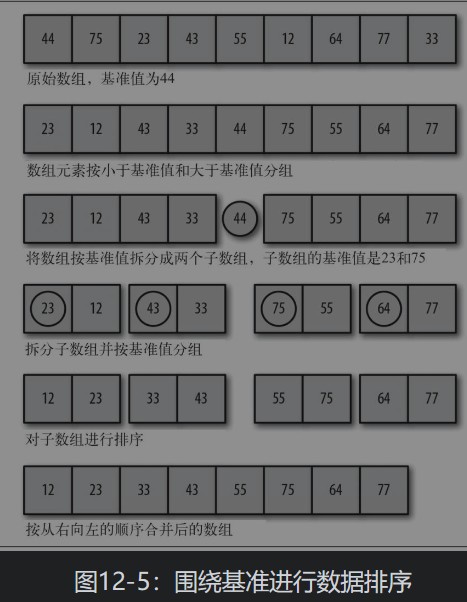 44 75 23 43 55 12 64 77 33
原始数组，基准值为44
23 12 43 33 44 75 55 64 77
数组元素按小于基准值和大于基准值分组
23 12 43 33 44 75 55 64 77
将数组按基准值拆分成两个子数组，子数组的基准值是23和75
23 12 43 33 75 55 64 77
拆分子数组并按基准值分组
12 23 33 43 55 75 64 77
对子数组进行排序
12 23 33 43 55 75 64 77
按从右向左的顺序合并后的数组
图12-5：围绕基准进行数据排序